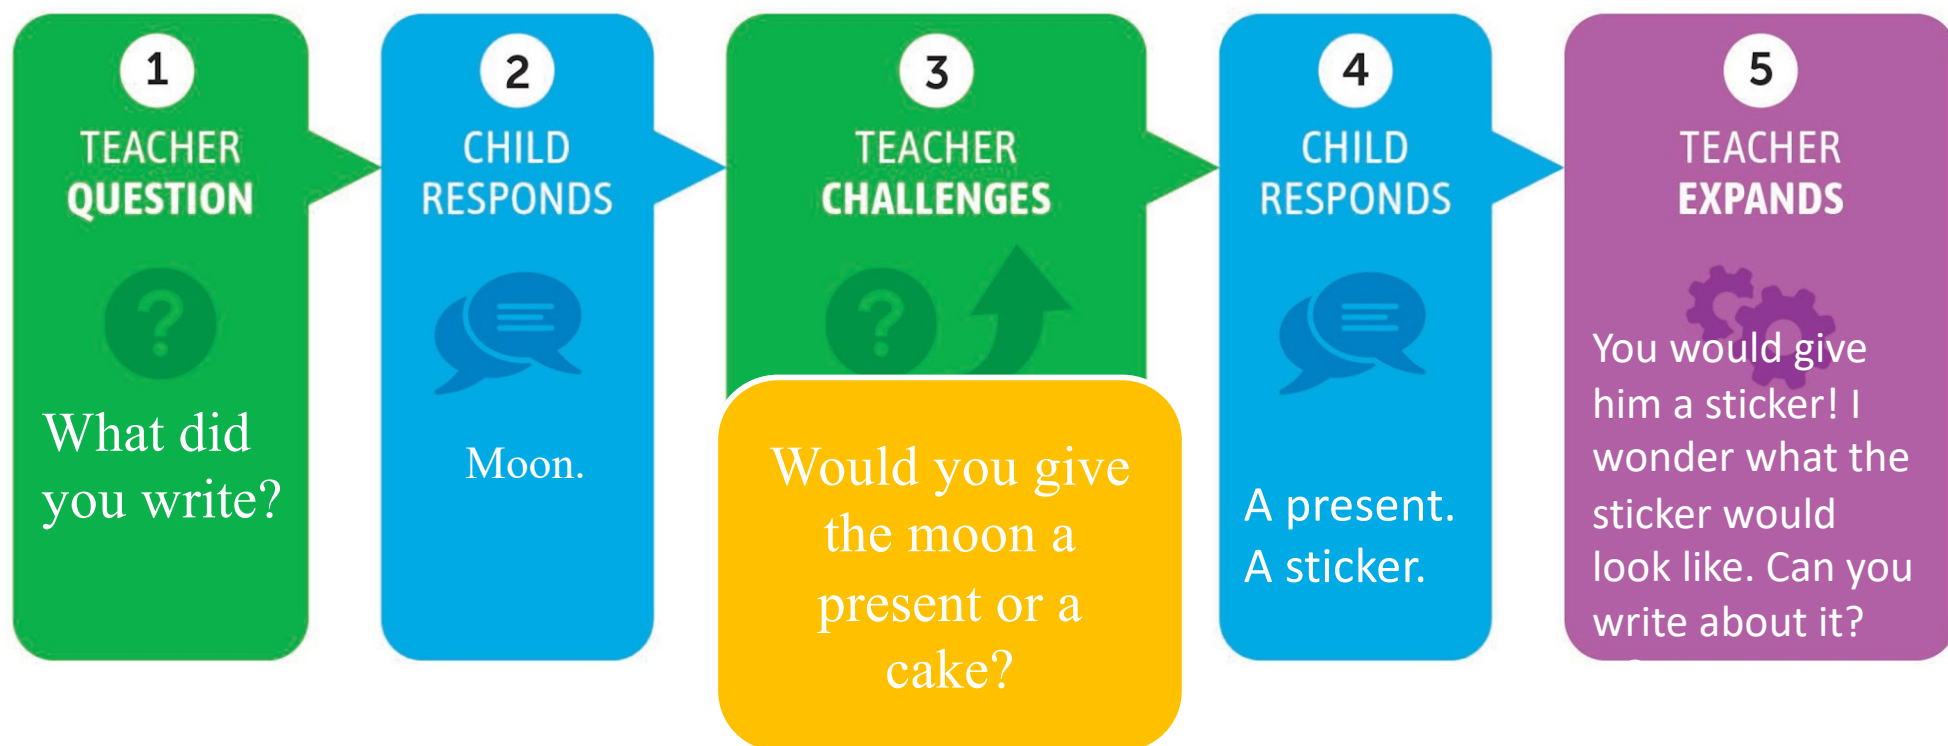 1
TEACHER
QUESTION
What did
you write?
2
CHILD
RESPONDS
Moon.
3
TEACHER
CHALLENGES
Would you give
the moon a
present or a
cake?
4
CHILD
RESPONDS
A present.
A sticker.
5
TEACHER
EXPANDS
You would give
him a sticker! I
wonder what the
sticker would
look like. Can you
write about it?